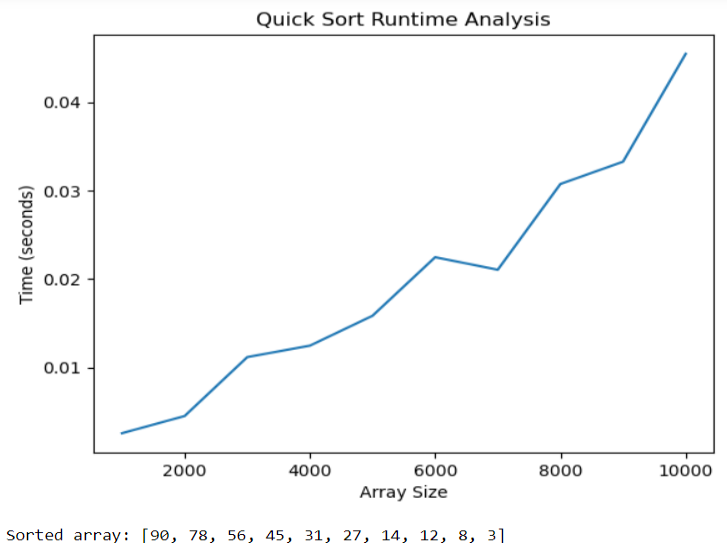 Quick Sort Runtime Analysis
0.04
0.03
0.02
0.01
Time (seconds)
2000 4000 6000 8000 10000
Array Size
Sorted array: [90, 78, 56, 45, 31, 27, 14, 12, 8, 3]